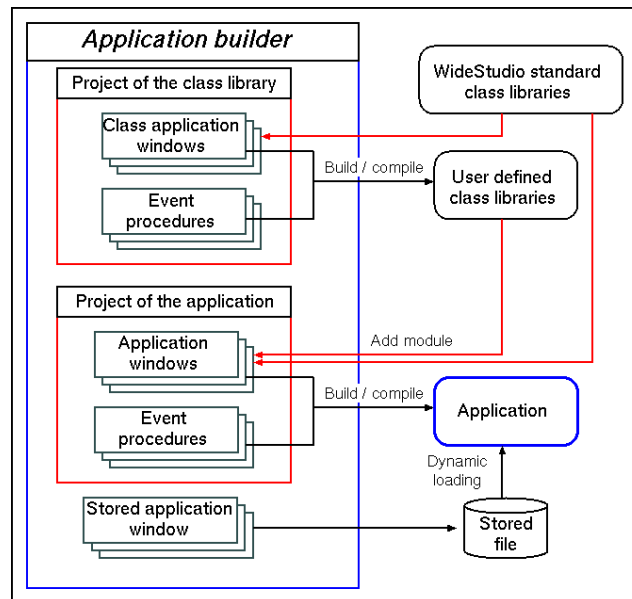 Application builder
Project of the class library
Class application
windows
Event
procedures
WideStudio standard
class libraries
Build / compile
User defined
class libraries
Project of the application
Application
windows
Event
procedures
Add module
Build / compile
Application
Dynamic
loading
Stored application
window
Stored
file